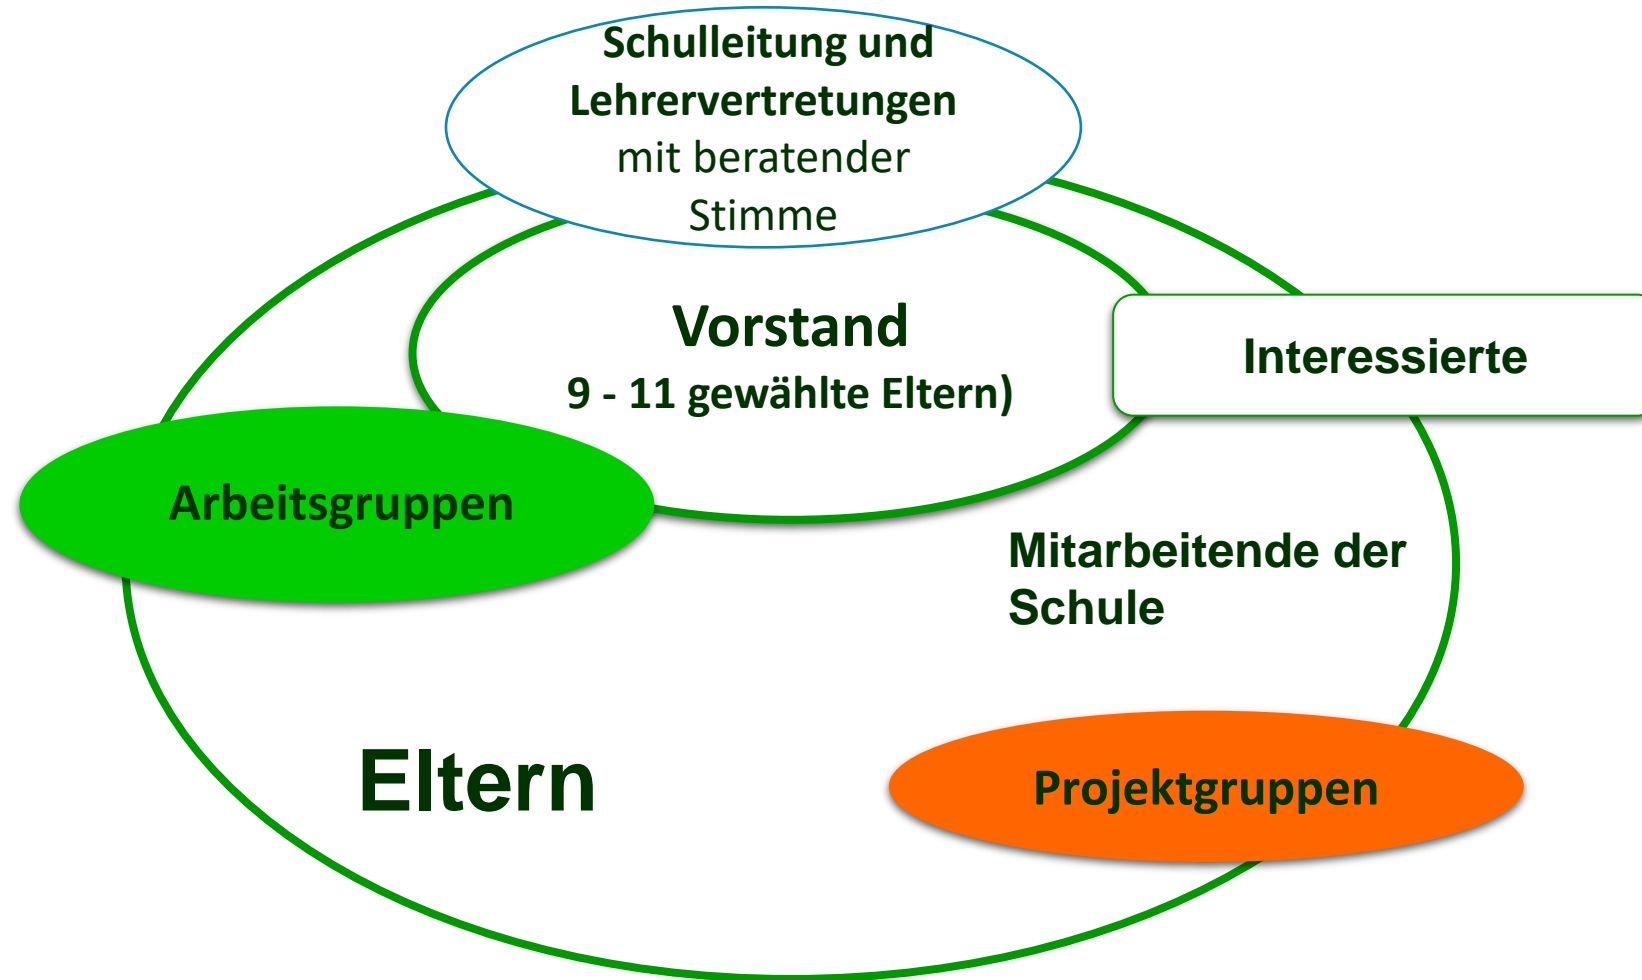 Schulleitung und
Lehrervertretungen
mit beratender
Stimme
Vorstand
9 - 11 gewählte Eltern)
Interessierte
Arbeitsgruppen
Mitarbeitende der
Schule
Eltern
Projektgruppen